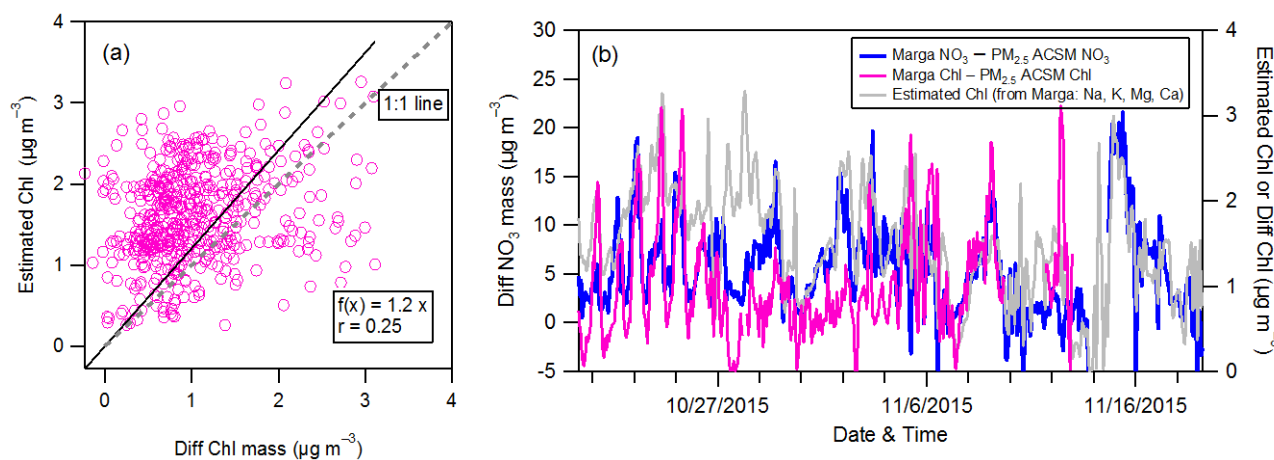 (a)
4
3
2
1
0
Estimated Chl (µg m⁻³)
1:1 line
f(x) = 1.2 x
r = 0.25
0 1 2 3 4
Diff Chl mass (µg m⁻³)
(b)
30
25
20
15
10
5
0
-5
Diff NO₃ mass (µg m⁻³)
Marga NO₃ − PM₂.₅ ACSM NO₃
Marga Chl − PM₂.₅ ACSM Chl
Estimated Chl (from Marga: Na, K, Mg, Ca)
4
3
2
1
0
Estimated Chl or Diff Chl (µg m⁻³)
10/27/2015 11/6/2015 11/16/2015
Date & Time